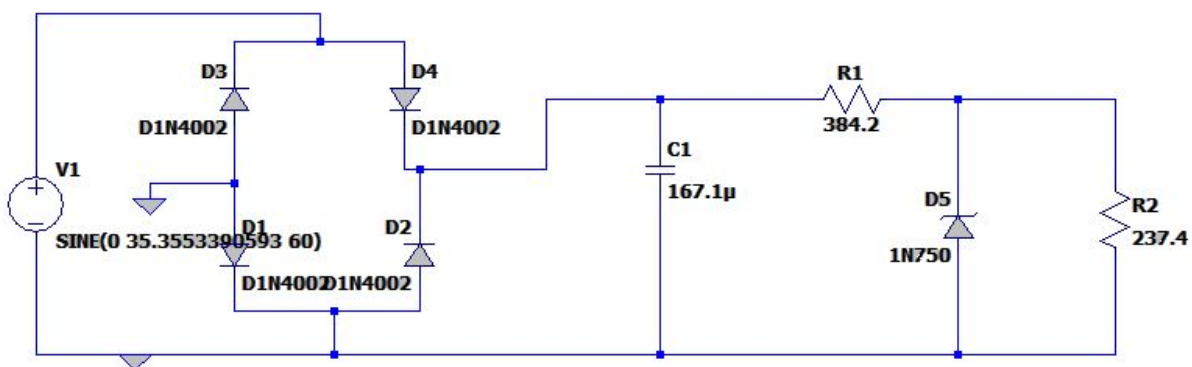 D3
D4
R1
D1N4002
D1N4002
384.2
V1
C1
167.1µ
D1
D2
D5
R2
SINE(0 35.3553390593 60)
237.4
1N750
D1N4002
D1N4002